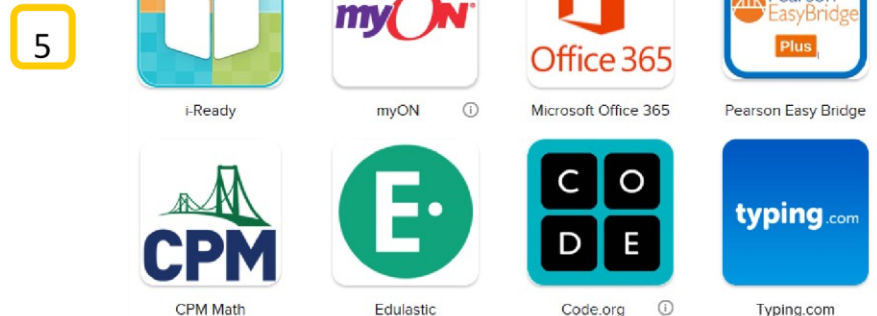 5
myON
Office 365
Pearson
EasyBridge
Plus
i-Ready
myON
Microsoft Office 365
Pearson Easy Bridge
CPM
E
C O
D E
typing.com
CPM Math
Edulastic
Code.org
Typing.com